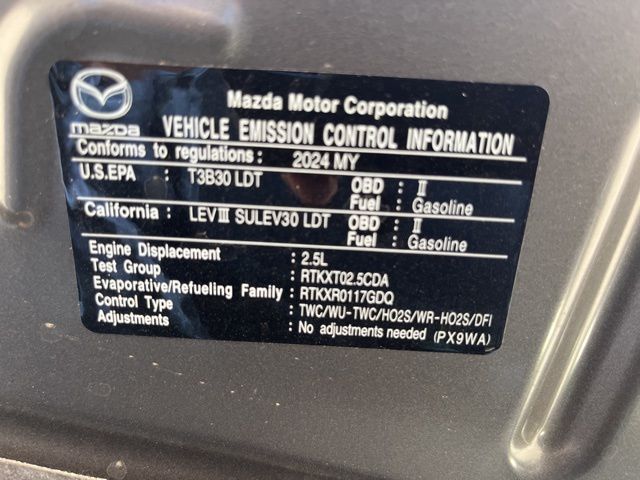 Mazda Motor Corporation
mazda VEHICLE EMISSION CONTROL INFORMATION
Conforms to regulations : 2024 MY
U.S.EPA : T3B30 LDT OBD : II
Fuel : Gasoline
California : LEV III SULEV30 LDT OBD : II
Fuel : Gasoline
Engine Displacement : 2.5L
Test Group : RTKXT02.5CDA
Evaporative/Refueling Family : RTKXR0117GDQ
Control Type : TWC/WU-TWC/HO2S/WR-HO2S/DFI
Adjustments : No adjustments needed (PX9WA)